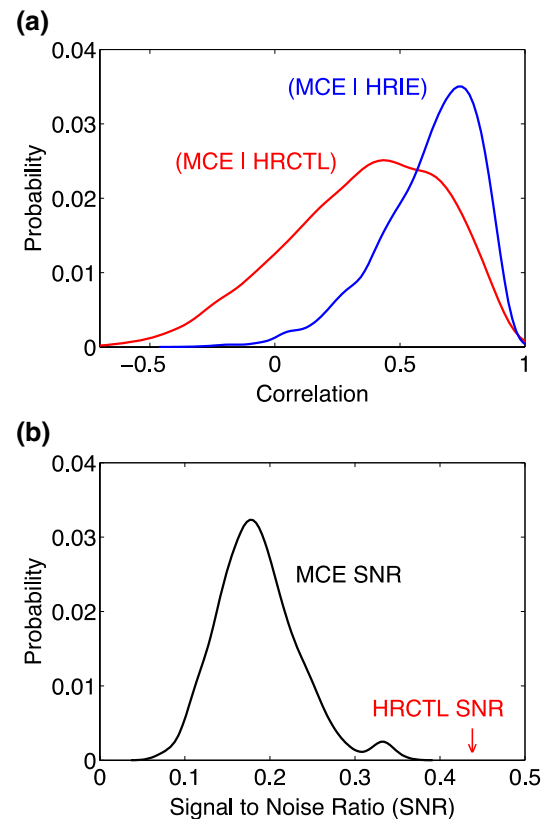 (a)
0.04
(MCE | HRIE)
0.03
(MCE | HRCTL)
0.02
Probability
0.01
0
−0.5
0
0.5
1
Correlation
(b)
0.04
0.03
MCE SNR
0.02
Probability
0.01
HRCTL SNR
0
0
0.1
0.2
0.3
0.4
0.5
Signal to Noise Ratio (SNR)